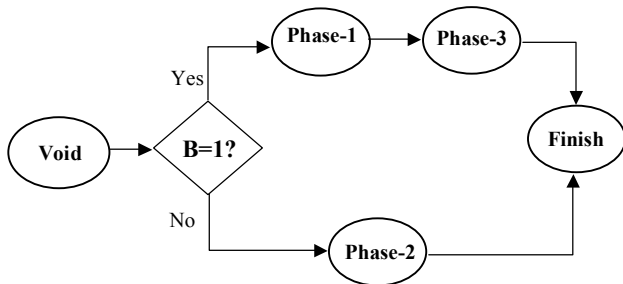 Phase-1
Phase-3
Yes
Void
B=1?
Finish
No
Phase-2